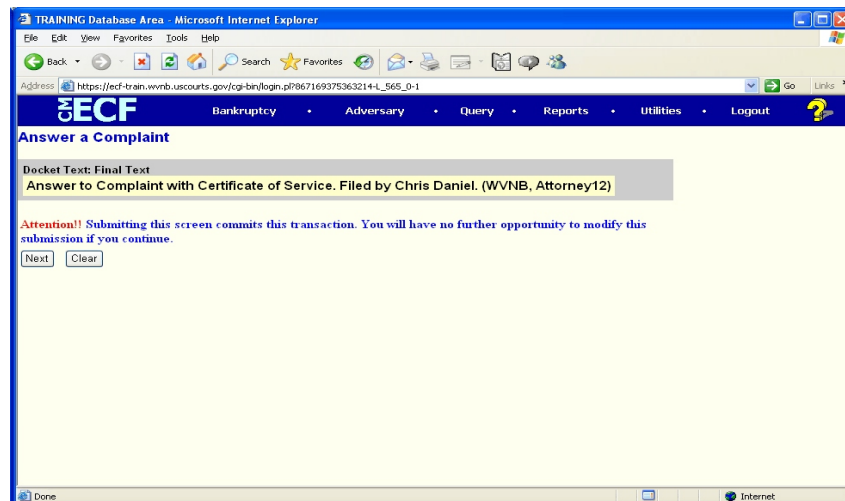 TRAINING Database Area - Microsoft Internet Explorer
File Edit View Favorites Tools Help
Back Search Favorites
Address https://ecf-train.wvnb.uscourts.gov/cgi-bin/login.pl?867169375363214-L_565_0-1 Go Links
CM ECF Bankruptcy • Adversary • Query • Reports • Utilities • Logout ?
Answer a Complaint
Docket Text: Final Text
Answer to Complaint with Certificate of Service. Filed by Chris Daniel. (WVNB, Attorney12)
Attention!! Submitting this screen commits this transaction. You will have no further opportunity to modify this
submission if you continue.
Next Clear
Done Internet